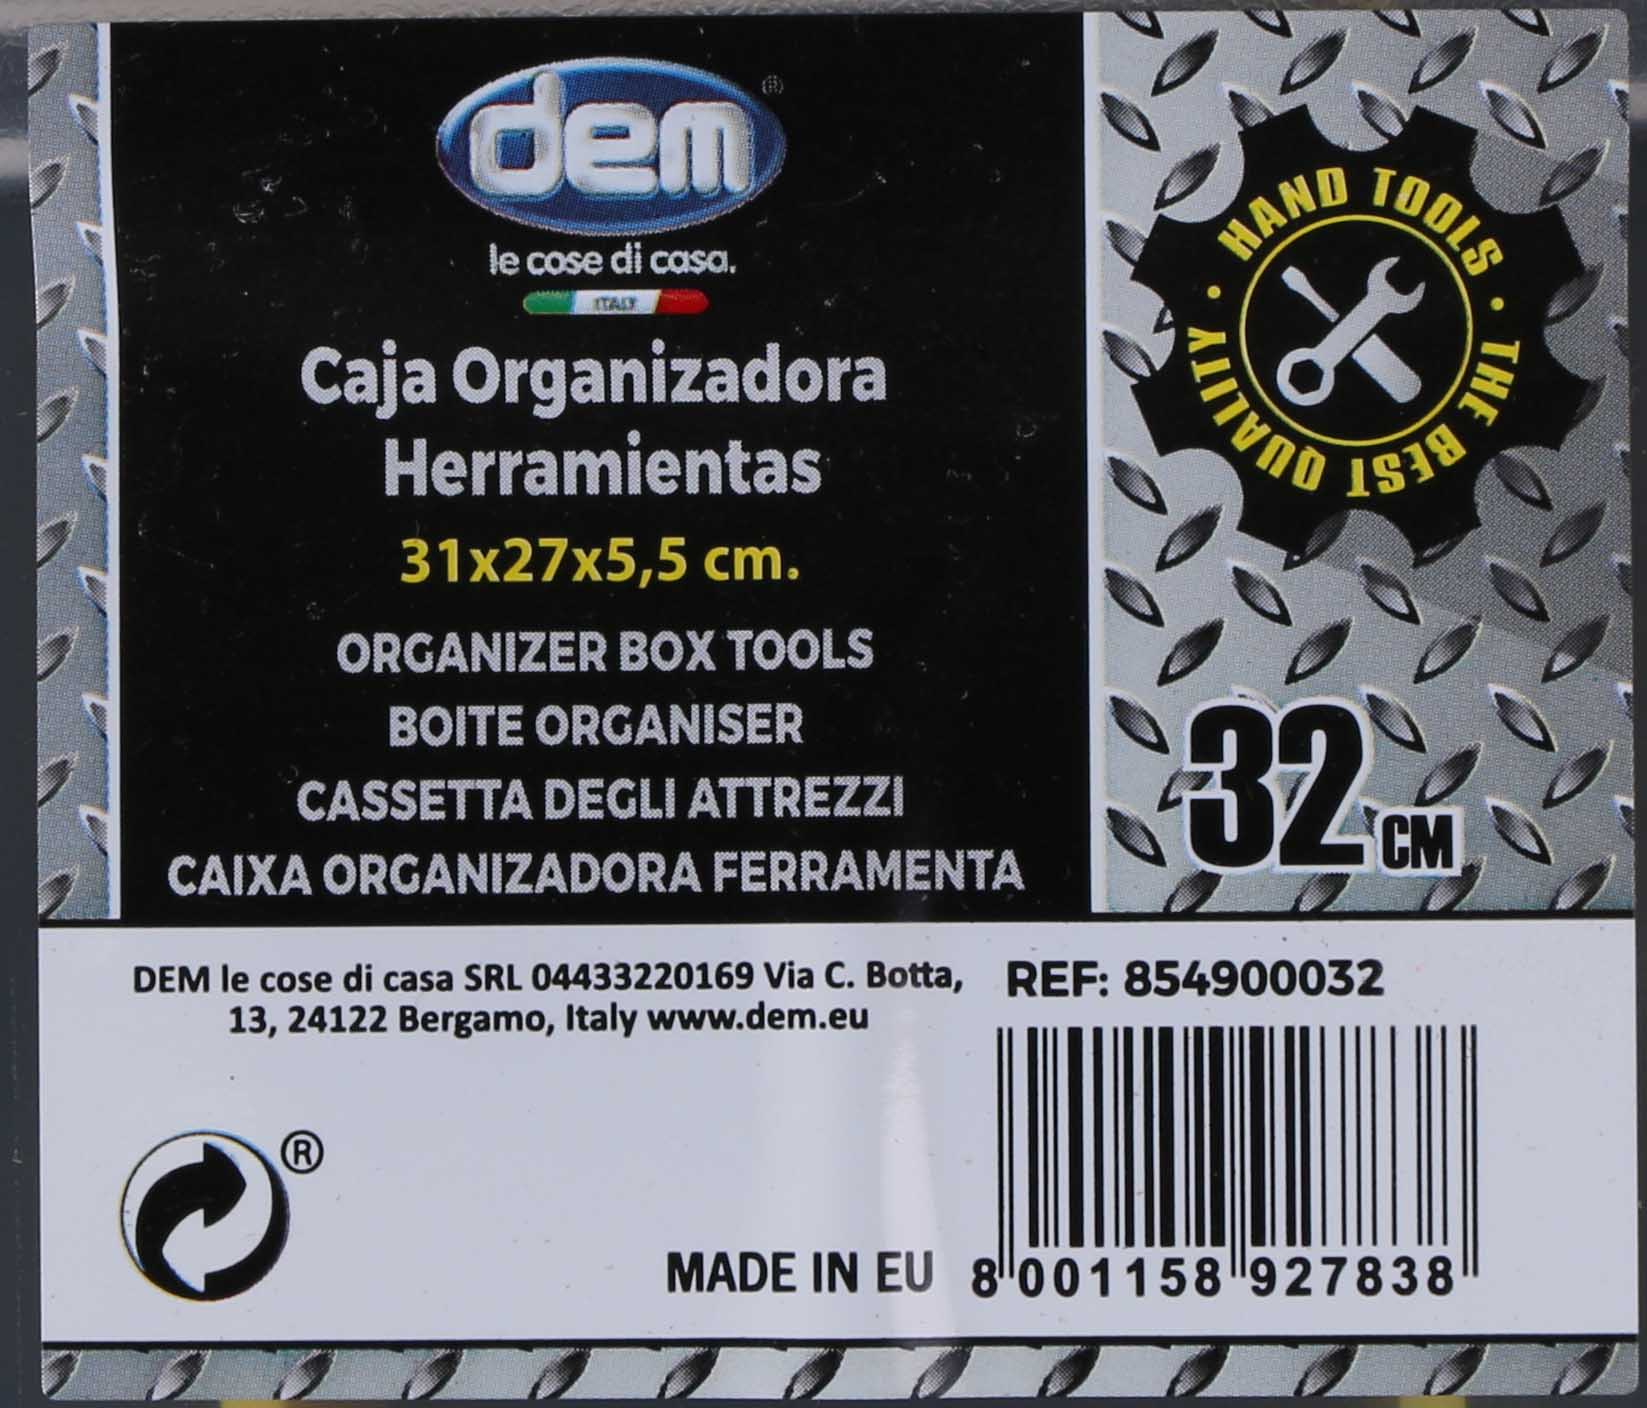 dem ®
le cose di casa.
ITALY
Caja Organizadora
Herramientas
31x27x5,5 cm.
ORGANIZER BOX TOOLS
BOITE ORGANISER
CASSETTA DEGLI ATTREZZI
CAIXA ORGANIZADORA FERRAMENTA
HAND TOOLS · THE BEST QUALITY ·
32 CM
DEM le cose di casa SRL 04433220169 Via C. Botta,
13, 24122 Bergamo, Italy www.dem.eu
REF: 854900032
®
MADE IN EU
8 001158 927838